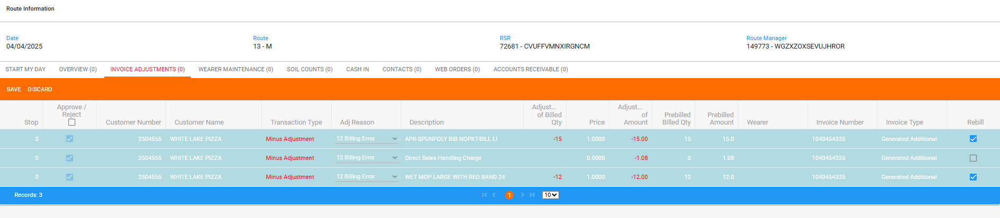 Route Information
Date Route RSR Route Manager
04/04/2025 13 - M 72681 - CVUFFVMNXIRGNCM 149773 - WGZXZOXSEVUJHROR
START MY DAY OVERVIEW (0) INVOICE ADJUSTMENTS (0) WEARER MAINTENANCE (0) SOIL COUNTS (0) CASH IN CONTACTS (0) WEB ORDERS (0) ACCOUNTS RECEIVABLE (0)
SAVE DISCARD
Stop Approve / Reject Customer Number Customer Name Transaction Type Adj Reason Description Adjust... of Billed Qty Price Adjust... of Amount Prebilled Billed Qty Prebilled Amount Wearer Invoice Number Invoice Type Rebill
0 2504555 WHITE LAKE PIZZA Minus Adjustment 12 Billing Error APR-SPUNPOLY BIB NOPKT-BILL LI -15 1.0000 -15.00 15 15.0 1040454335 Generated Additional
0 2504555 WHITE LAKE PIZZA Minus Adjustment 12 Billing Error Direct Sales Handling Charge 0.0000 -1.08 0 1.08 1040454335 Generated Additional
0 2504555 WHITE LAKE PIZZA Minus Adjustment 12 Billing Error WET MOP LARGE WITH RED BAND 24 -12 1.0000 -12.00 12 12.0 1040454335 Generated Additional
Records: 3 1 10